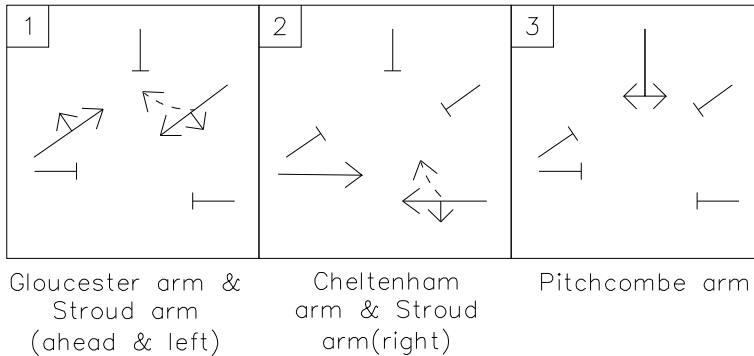 1
2
3
Gloucester arm &
Stroud arm
(ahead & left)
Cheltenham
arm & Stroud
arm(right)
Pitchcombe arm